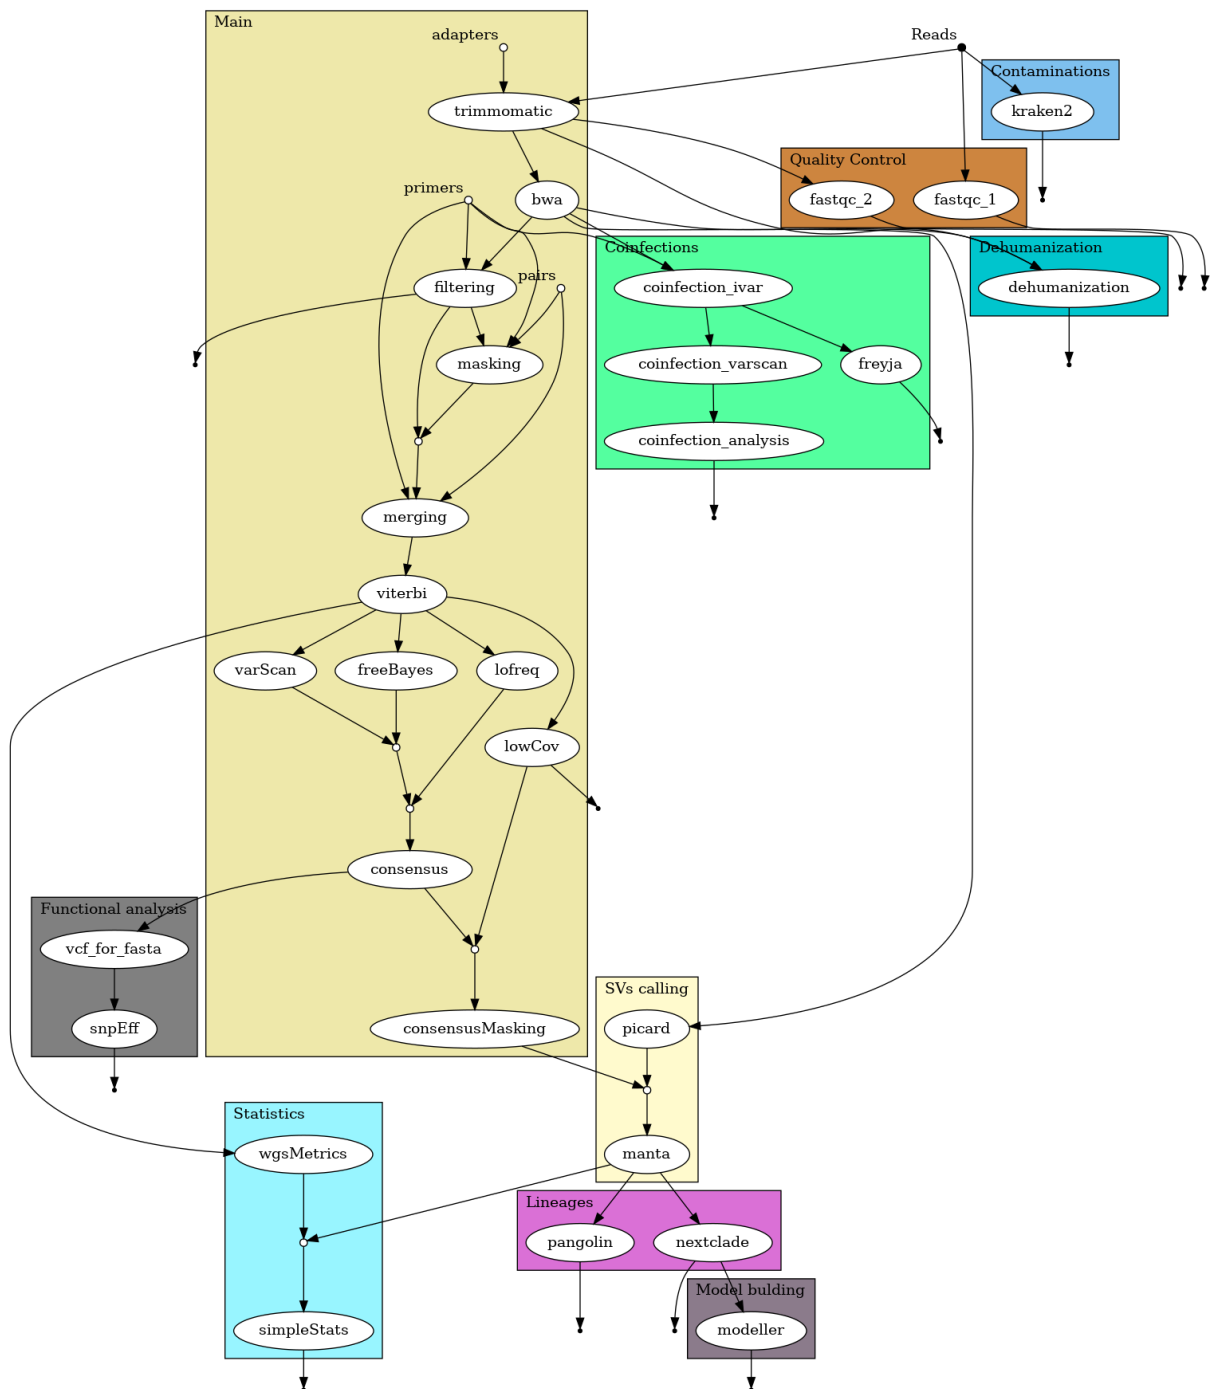 Main
adapters
Reads
Contaminations
trimmomatic
kraken2
Quality Control
primers
bwa
fastqc_2
fastqc_1
Coinfections
Dehumanization
pairs
filtering
coinfection_ivar
dehumanization
masking
coinfection_varscan
freyja
coinfection_analysis
merging
viterbi
varScan
freeBayes
lofreq
lowCov
consensus
Functional analysis
vcf_for_fasta
SVs calling
snpEff
consensusMasking
picard
Statistics
wgsMetrics
manta
Lineages
pangolin
nextclade
Model bulding
simpleStats
modeller